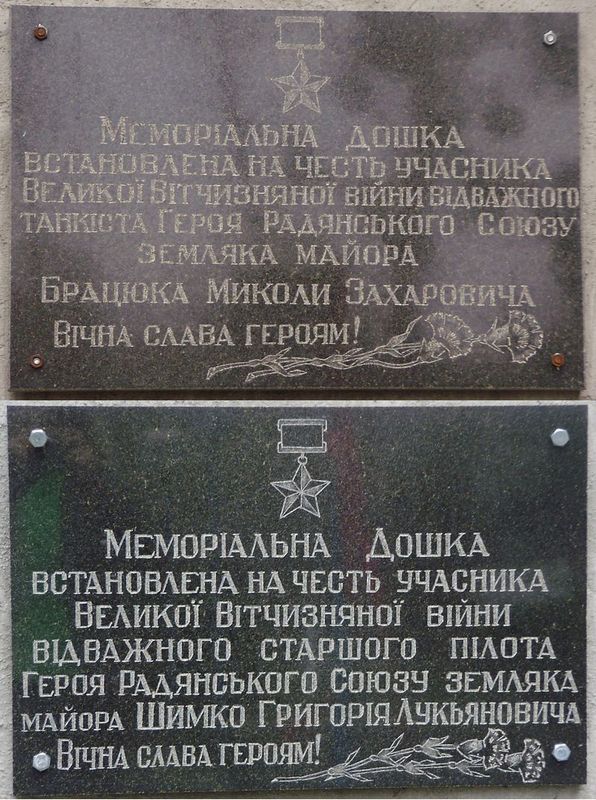 Меморіальна дошка
встановлена на честь учасника
Великої Вітчизняної війни відважного
танкіста Героя Радянського Союзу
земляка майора
Брацюка Миколи Захаровича
Вічна слава героям!
Меморіальна Дошка
встановлена на честь учасника
Великої Вітчизняної війни
відважного старшого пілота
Героя Радянського Союзу земляка
майора Шимко Григорія Лукьяновича
Вічна слава героям!